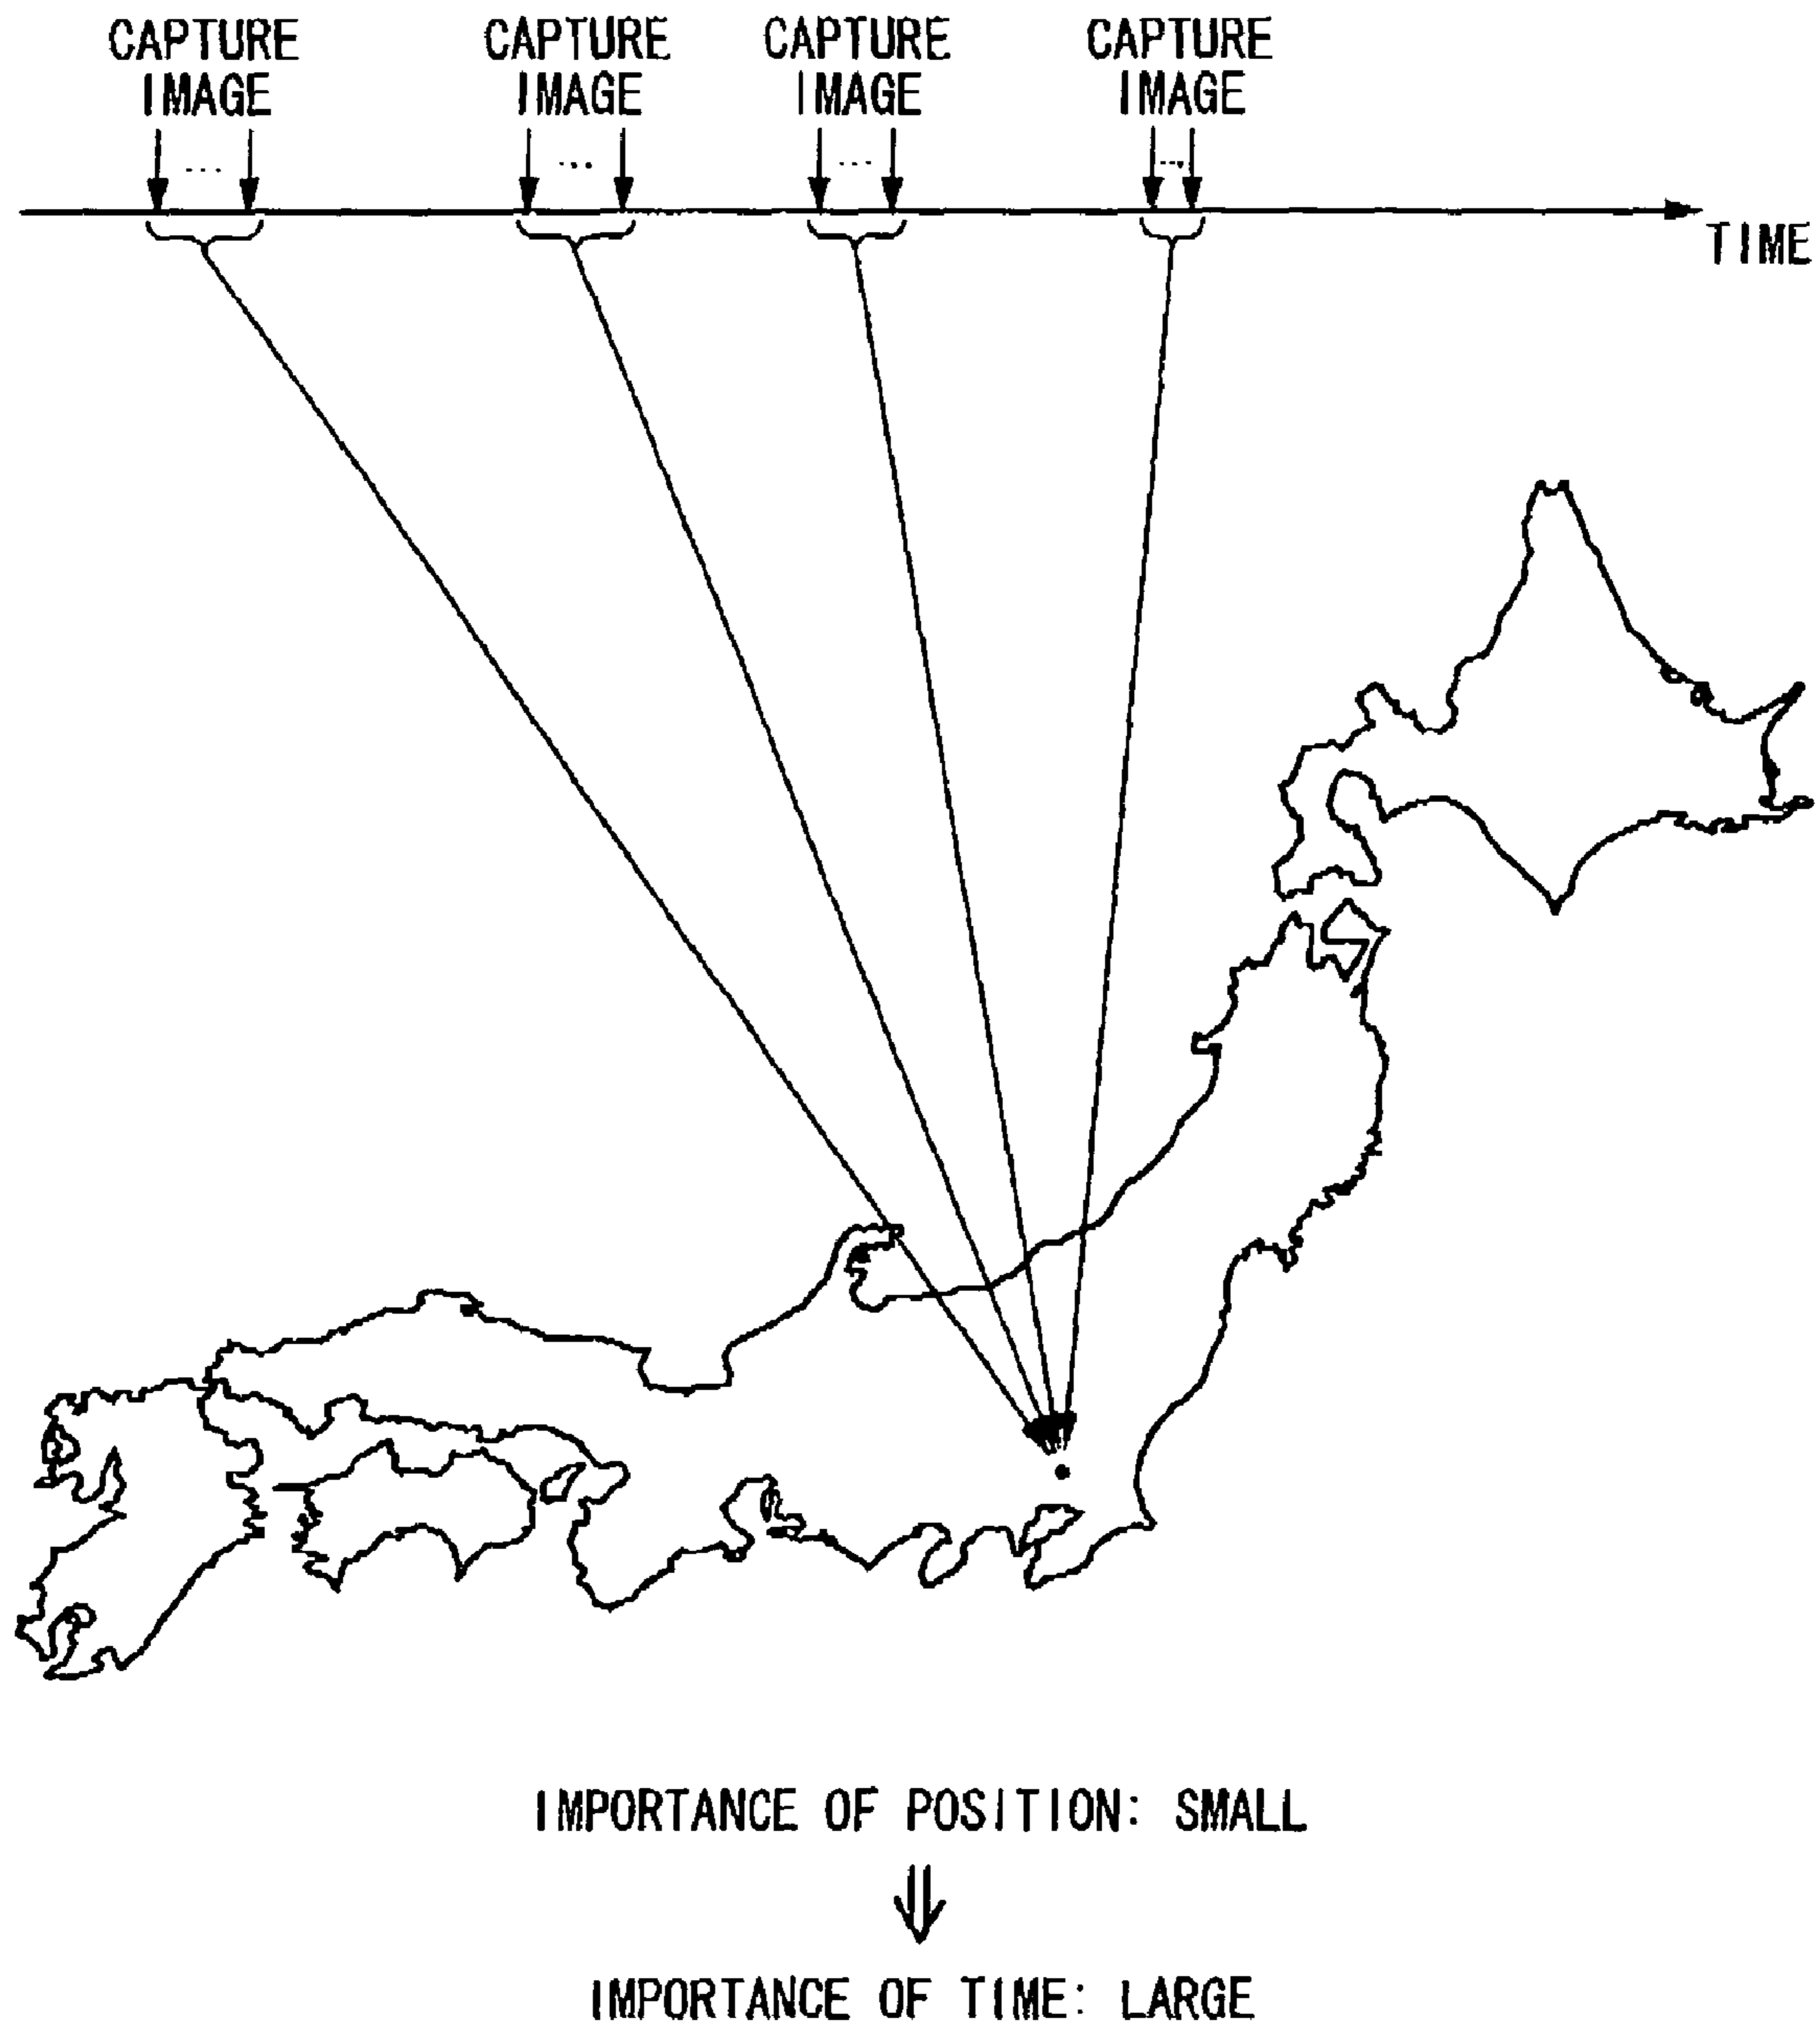 CAPTURE CAPTURE CAPTURE CAPTURE
IMAGE IMAGE IMAGE IMAGE
... ... ... ...
TIME
IMPORTANCE OF POSITION: SMALL
⇓
IMPORTANCE OF TIME: LARGE